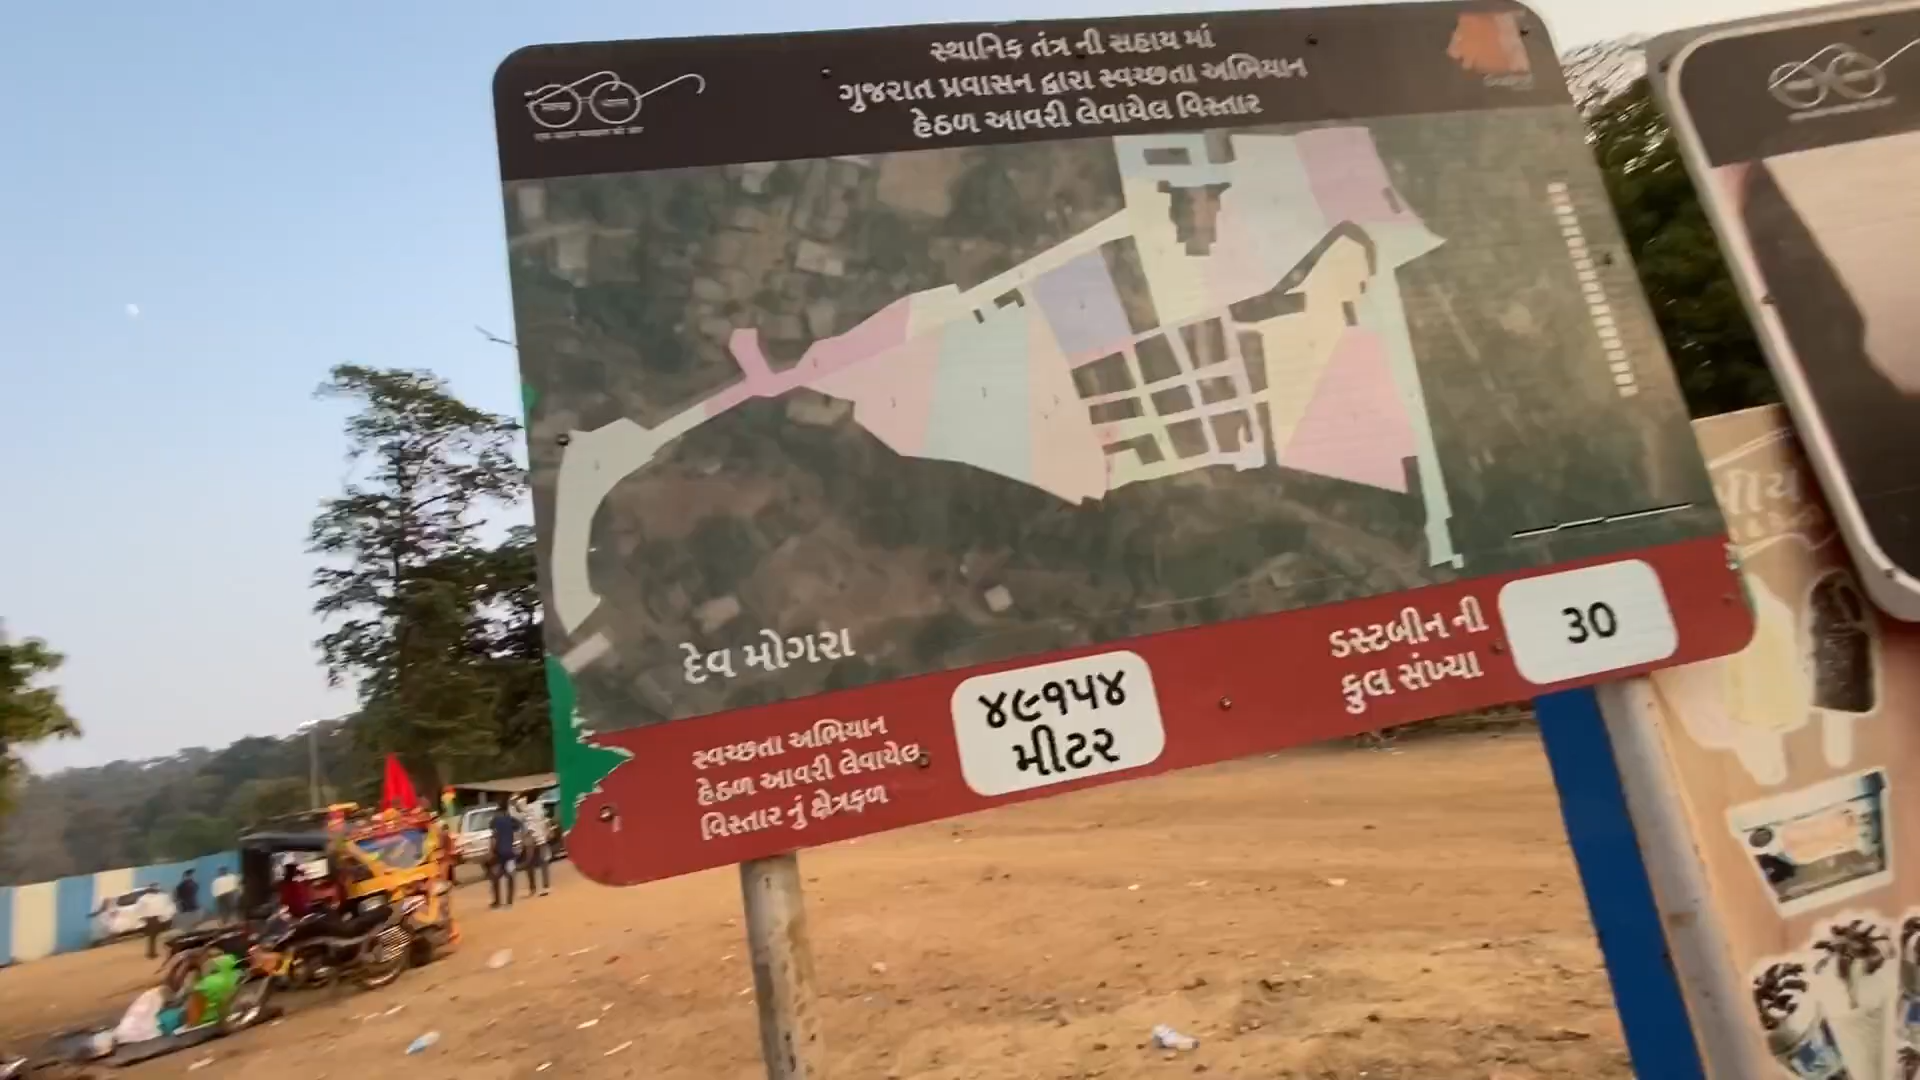 સ્થાનિક તંત્ર ની સહાય માં
ગુજરાત પ્રવાસન દ્વારા સ્વચ્છતા અભિયાન
હેઠળ આવરી લેવાયેલ વિસ્તાર
દેવ મોગરા
સ્વચ્છતા અભિયાન
હેઠળ આવરી લેવાયેલ
વિસ્તાર નું ક્ષેત્રફળ
૪૯૧૫૪
મીટર
ડસ્ટબીન ની
કુલ સંખ્યા
30